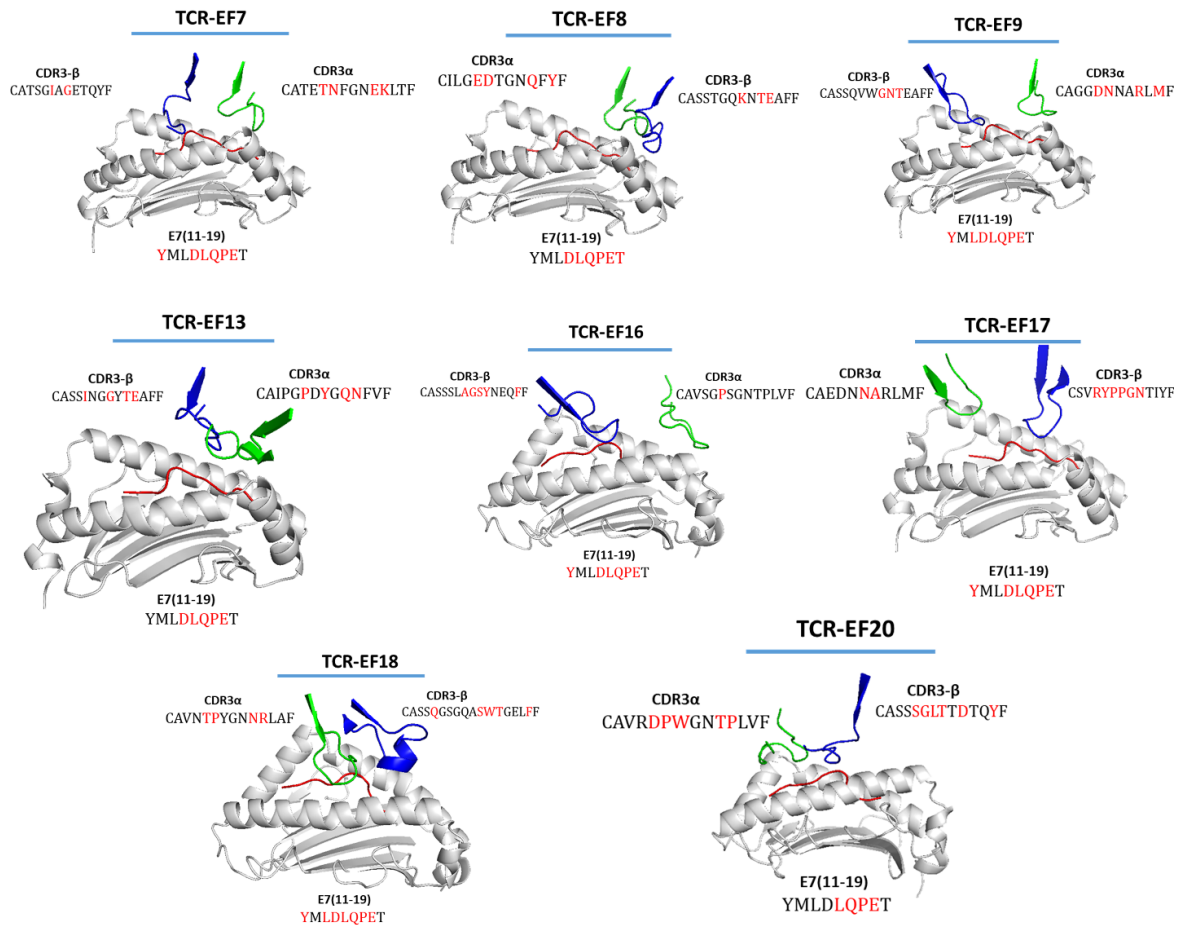 TCR-EF7
CDR3-β
CATSGIAGETQYF
CDR3α
CATETNFGNEKLTF
E7(11-19)
YMLDLQPET
TCR-EF8
CDR3α
CILGEDTGNQFYF
CDR3-β
CASSTGQKNTEAFF
E7(11-19)
YMLDLQPET
TCR-EF9
CDR3-β
CASSQVWGNTEAFF
CDR3α
CAGGDNNARLMF
E7(11-19)
YMLDLQPET
TCR-EF13
CDR3-β
CASSINGGYTEAFF
CDR3α
CAIPGPDYGQNFVF
E7(11-19)
YMLDLQPET
TCR-EF16
CDR3-β
CASSSLAGSYNEQFF
CDR3α
CAVSGPSGNTPLVF
E7(11-19)
YMLDLQPET
TCR-EF17
CDR3α
CAEDNNARLMF
CDR3-β
CSVRYPPGNTIYF
E7(11-19)
YMLDLQPET
TCR-EF18
CDR3α
CAVNTPYGNNRLAF
CDR3-β
CASSQGSGQASWTGELFF
E7(11-19)
YMLDLQPET
TCR-EF20
CDR3α
CAVRDPWGNTPLVF
CDR3-β
CASSSGLTTDTQYF
E7(11-19)
YMLDLQPET